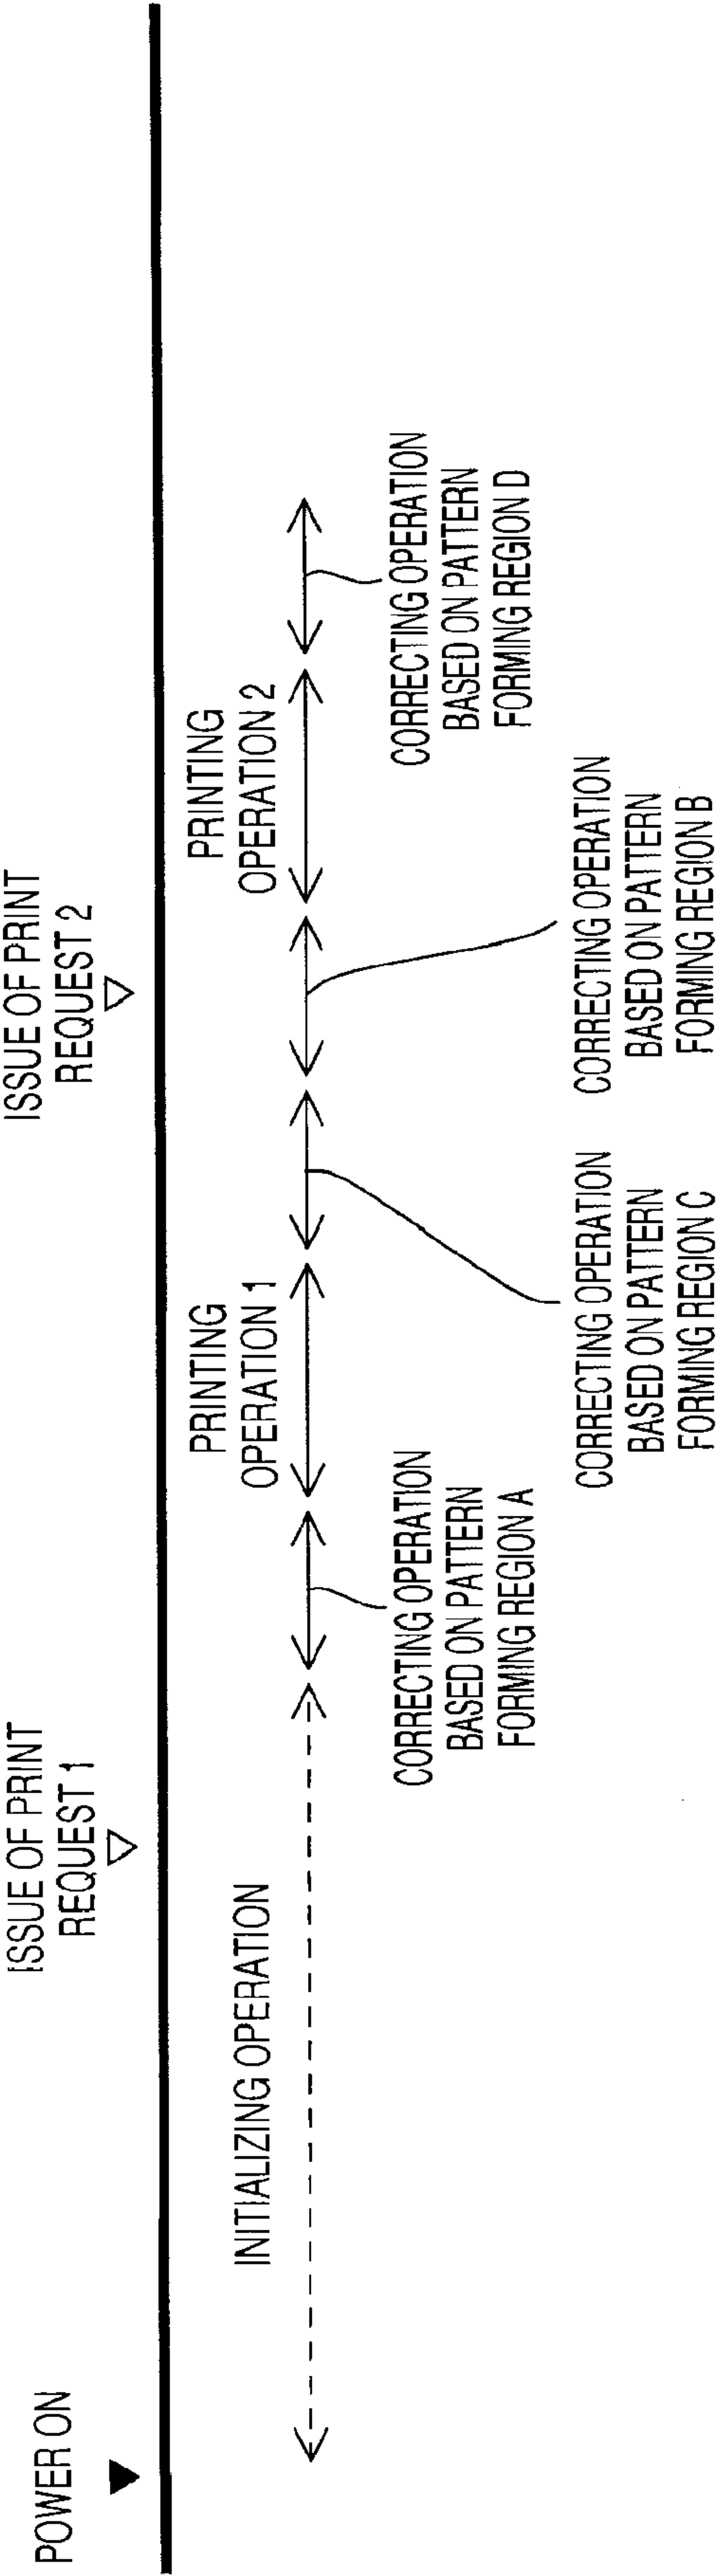 POWER ON
ISSUE OF PRINT
REQUEST 1
ISSUE OF PRINT
REQUEST 2
INITIALIZING OPERATION
PRINTING
OPERATION 1
PRINTING
OPERATION 2
CORRECTING OPERATION
BASED ON PATTERN
FORMING REGION A
CORRECTING OPERATION
BASED ON PATTERN
FORMING REGION C
CORRECTING OPERATION
BASED ON PATTERN
FORMING REGION B
CORRECTING OPERATION
BASED ON PATTERN
FORMING REGION D